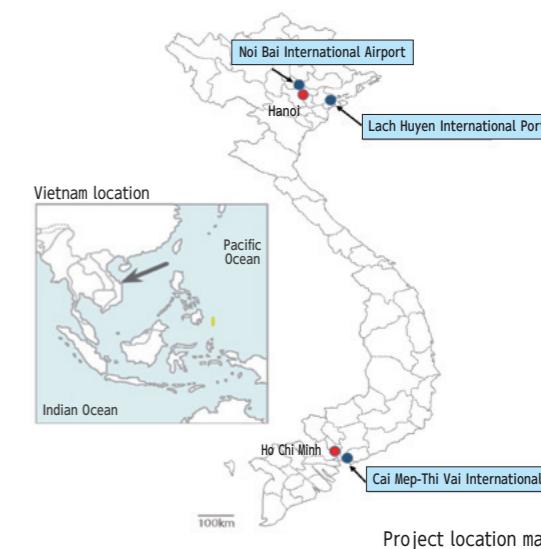 Noi Bai International Airport
Hanoi
Lach Huyen International Por
Vietnam location
Pacific
Ocean
Indian Ocean
Ho Chi Minh
Cai Mep-Thi Vai International
100km
Project location ma